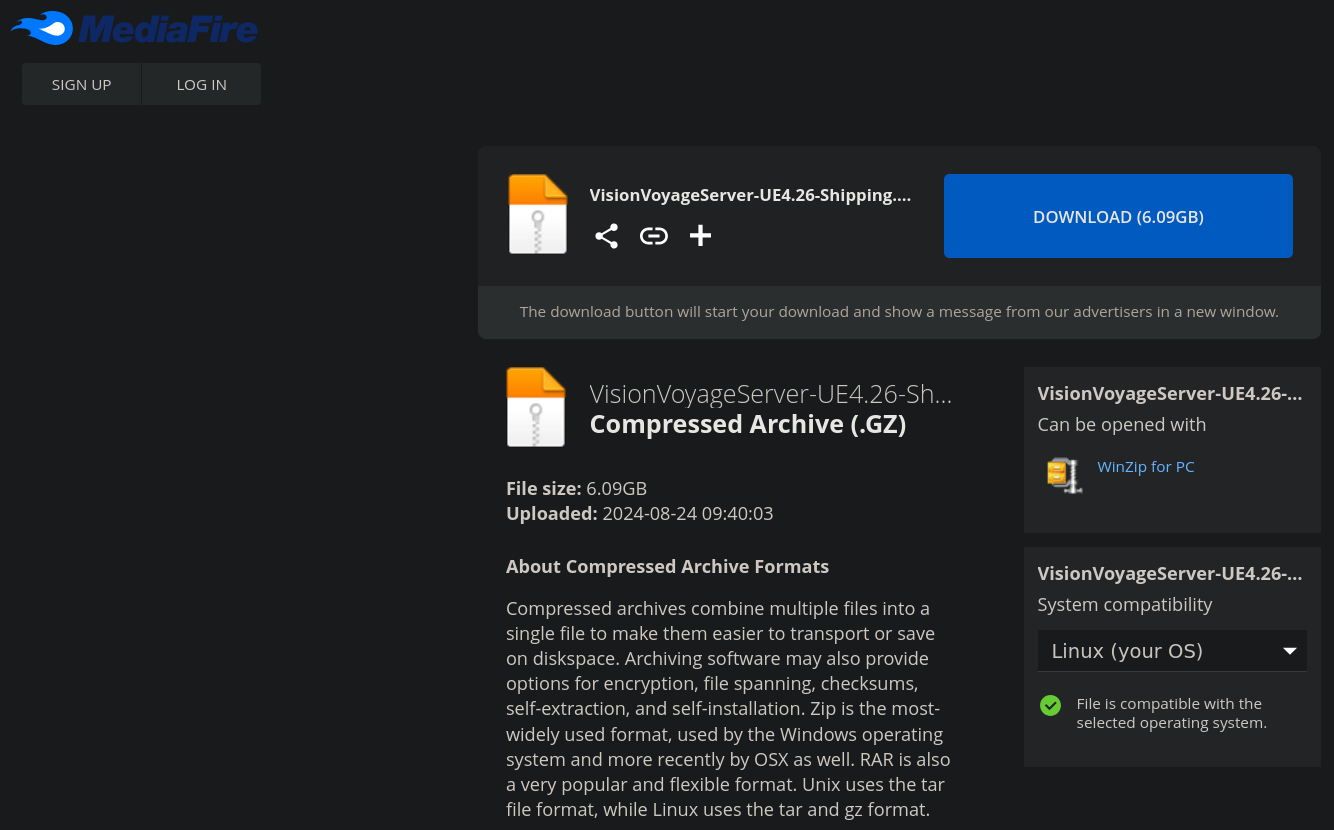 MediaFire
SIGN UP
LOG IN
VisionVoyageServer-UE4.26-Shipping....
DOWNLOAD (6.09GB)
The download button will start your download and show a message from our advertisers in a new window.
VisionVoyageServer-UE4.26-Sh...
Compressed Archive (.GZ)
File size: 6.09GB
Uploaded: 2024-08-24 09:40:03
About Compressed Archive Formats
Compressed archives combine multiple files into a
single file to make them easier to transport or save
on diskspace. Archiving software may also provide
options for encryption, file spanning, checksums,
self-extraction, and self-installation. Zip is the most-
widely used format, used by the Windows operating
system and more recently by OSX as well. RAR is also
a very popular and flexible format. Unix uses the tar
file format, while Linux uses the tar and gz format.
VisionVoyageServer-UE4.26-...
Can be opened with
WinZip for PC
VisionVoyageServer-UE4.26-...
System compatibility
Linux (your OS)
File is compatible with the
selected operating system.